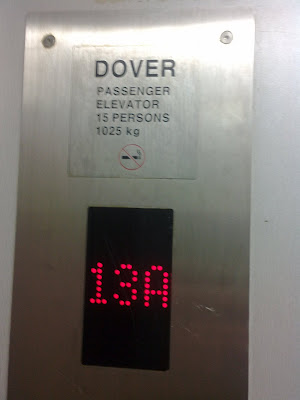 DOVER
PASSENGER
ELEVATOR
15 PERSONS
1025 kg
13A